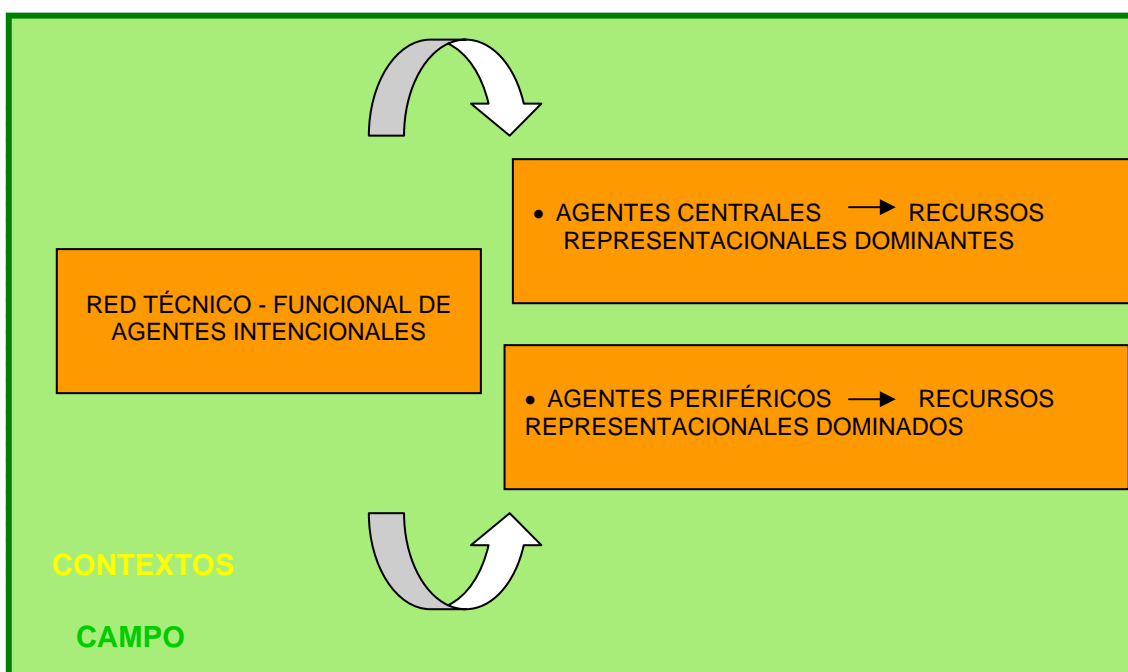 • AGENTES CENTRALES → RECURSOS
REPRESENTACIONALES DOMINANTES
RED TÉCNICO - FUNCIONAL DE
AGENTES INTENCIONALES
• AGENTES PERIFÉRICOS → RECURSOS
REPRESENTACIONALES DOMINADOS
CONTEXTOS
CAMPO